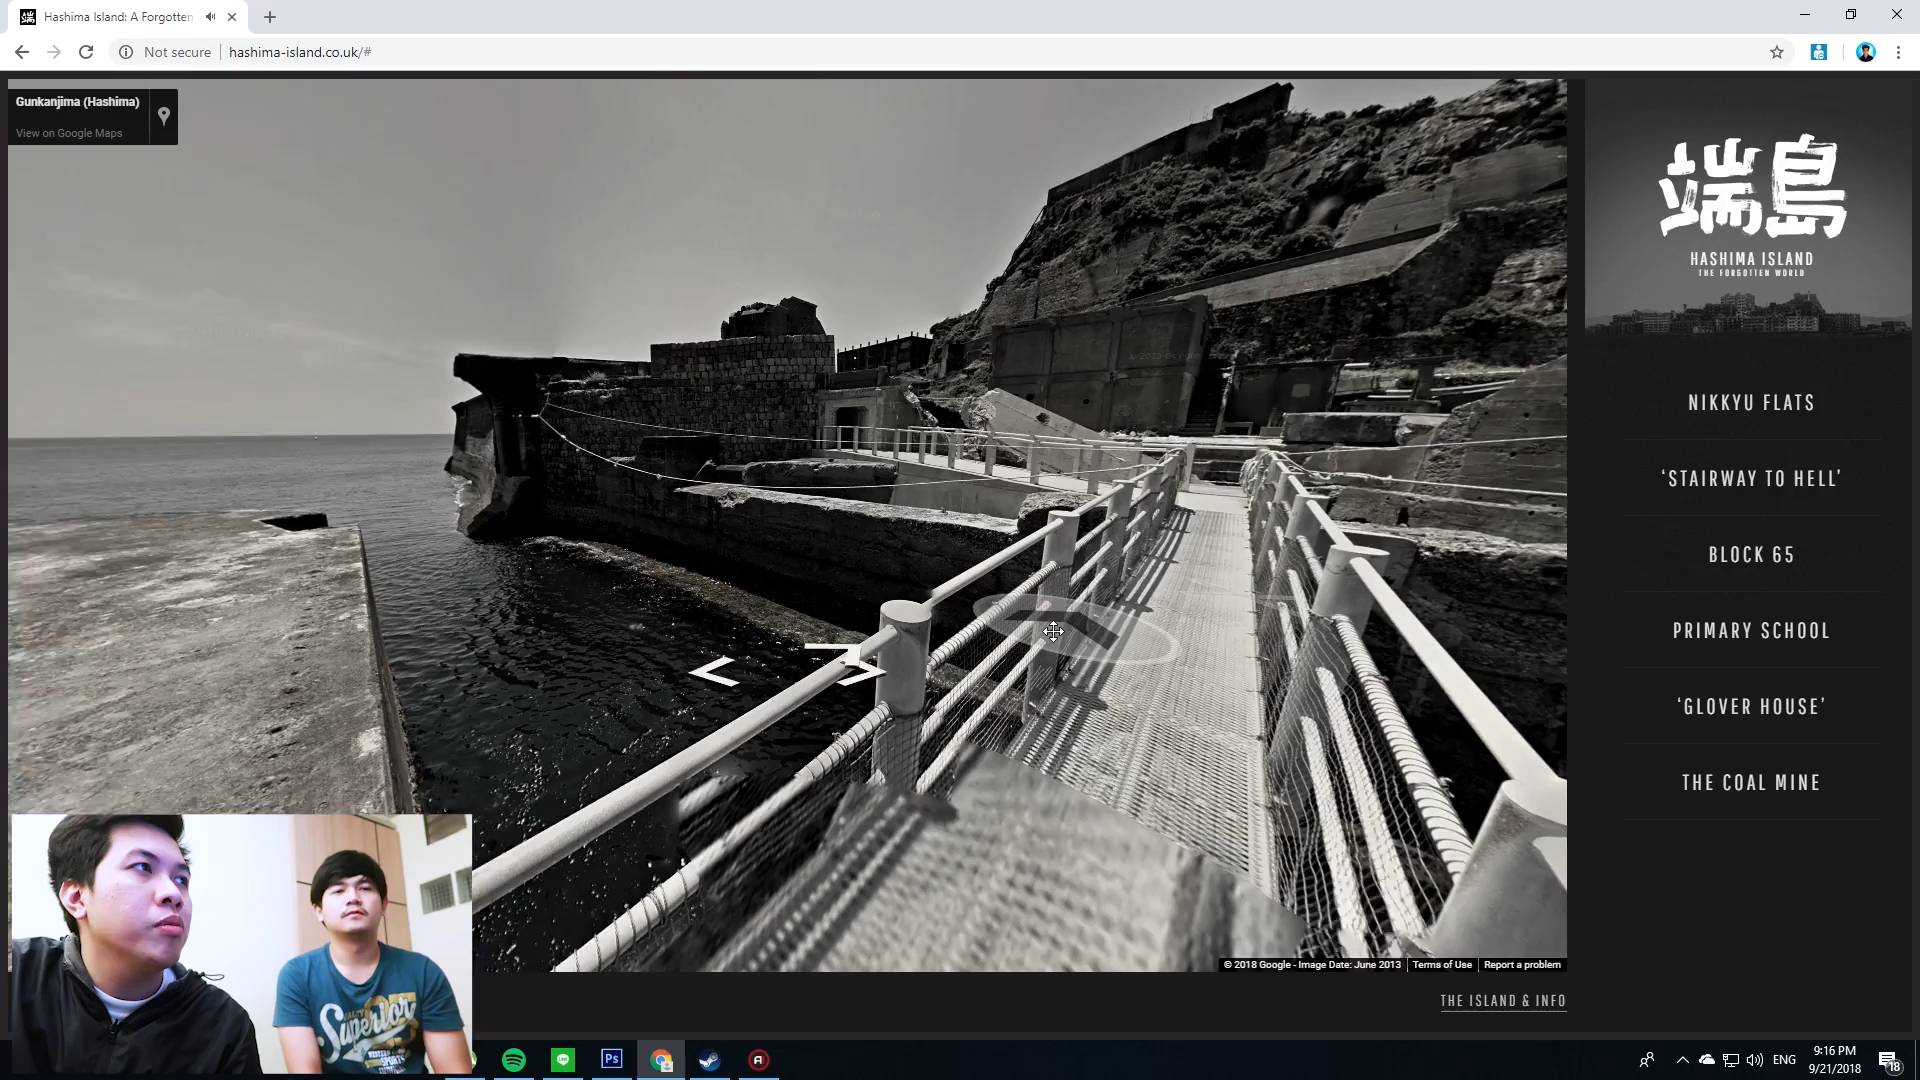 Hashima Island: A Forgotten
Not secure
hashima-island.co.uk/#
Gunkanjima (Hashima)
View on Google Maps
端島
HASHIMA ISLAND
THE FORGOTTEN WORLD
NIKKYU FLATS
‘STAIRWAY TO HELL’
BLOCK 65
PRIMARY SCHOOL
‘GLOVER HOUSE’
THE COAL MINE
© 2018 Google - Image Date: June 2013
Terms of Use
Report a problem
THE ISLAND & INFO
Superior
Ps
ENG
9:16 PM
9/21/2018
18